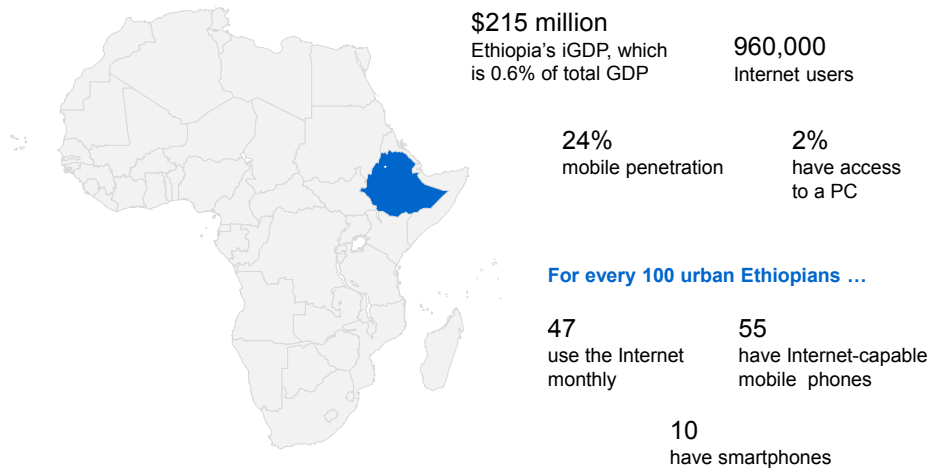 $215 million
Ethiopia's iGDP, which
is 0.6% of total GDP
960,000
Internet users
24%
mobile penetration
2%
have access
to a PC
For every 100 urban Ethiopians …
47
use the Internet
monthly
55
have Internet-capable
mobile phones
10
have smartphones